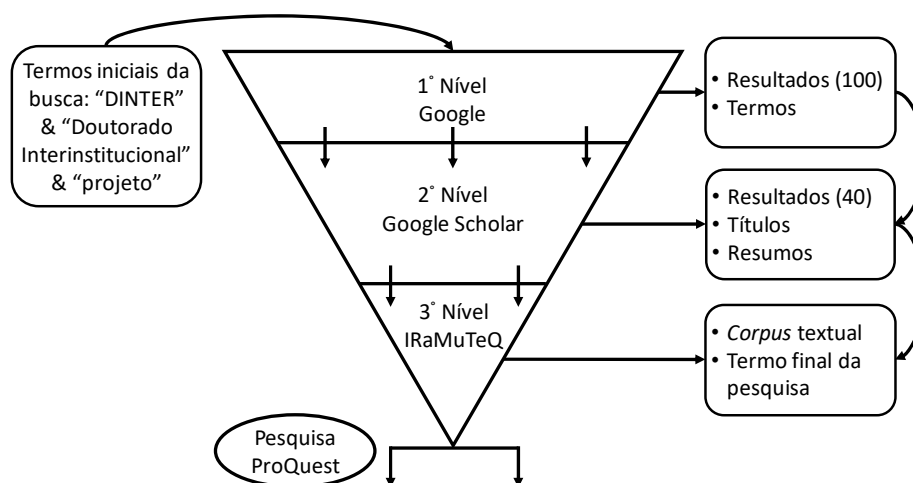 Termos iniciais da
busca: “DINTER”
& “Doutorado
Interinstitucional”
& “projeto”
1° Nível
Google
• Resultados (100)
• Termos
2° Nível
Google Scholar
• Resultados (40)
• Títulos
• Resumos
3° Nível
IRaMuTeQ
• Corpus textual
• Termo final da
pesquisa
Pesquisa
ProQuest